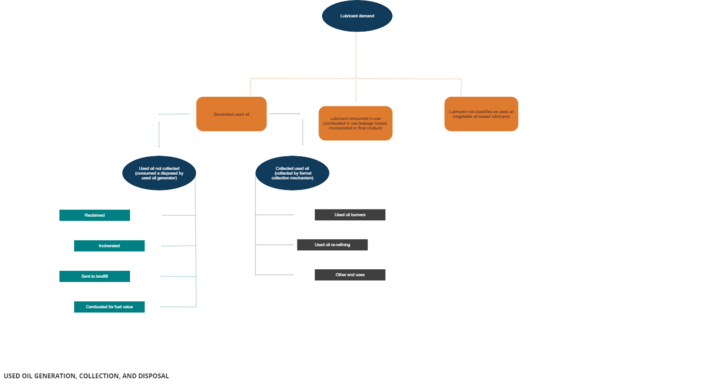 Lubricant demand
Generated used oil
Lubricant consumed in use
(combusted in use leakage losses
incorporated in final product)
Lubricant not classified as used oil
(vegetable oil based lubricants)
Used oil not collected
(consumed a disposed by
used oil generator)
Collected used oil
(collected by formal
collection mechanism)
Reclaimed
Used oil burners
Incinerated
Used oil re-refining
Sent to landfill
Other end uses
Combusted for fuel value
USED OIL GENERATION, COLLECTION, AND DISPOSAL